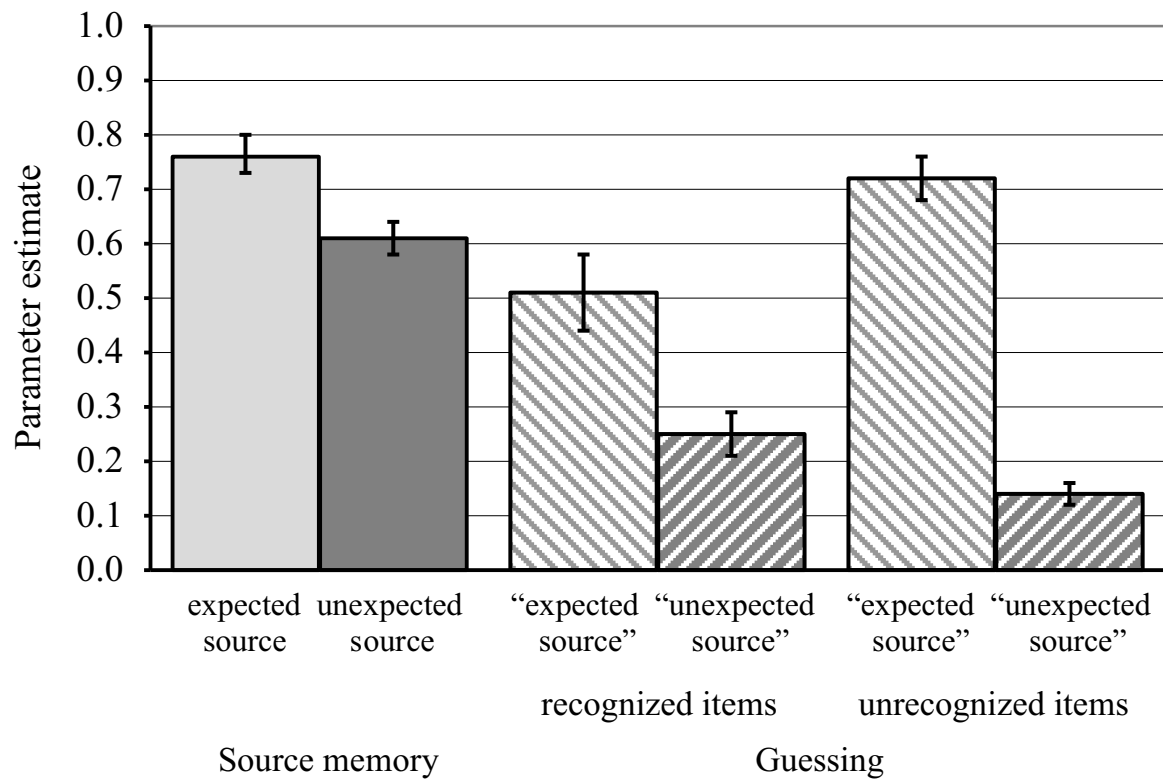 1.0
0.9
0.8
0.7
0.6
0.5
0.4
0.3
0.2
0.1
0.0
Parameter estimate
expected source
unexpected source
“expected source”
“unexpected source”
“expected source”
“unexpected source”
recognized items
unrecognized items
Source memory
Guessing